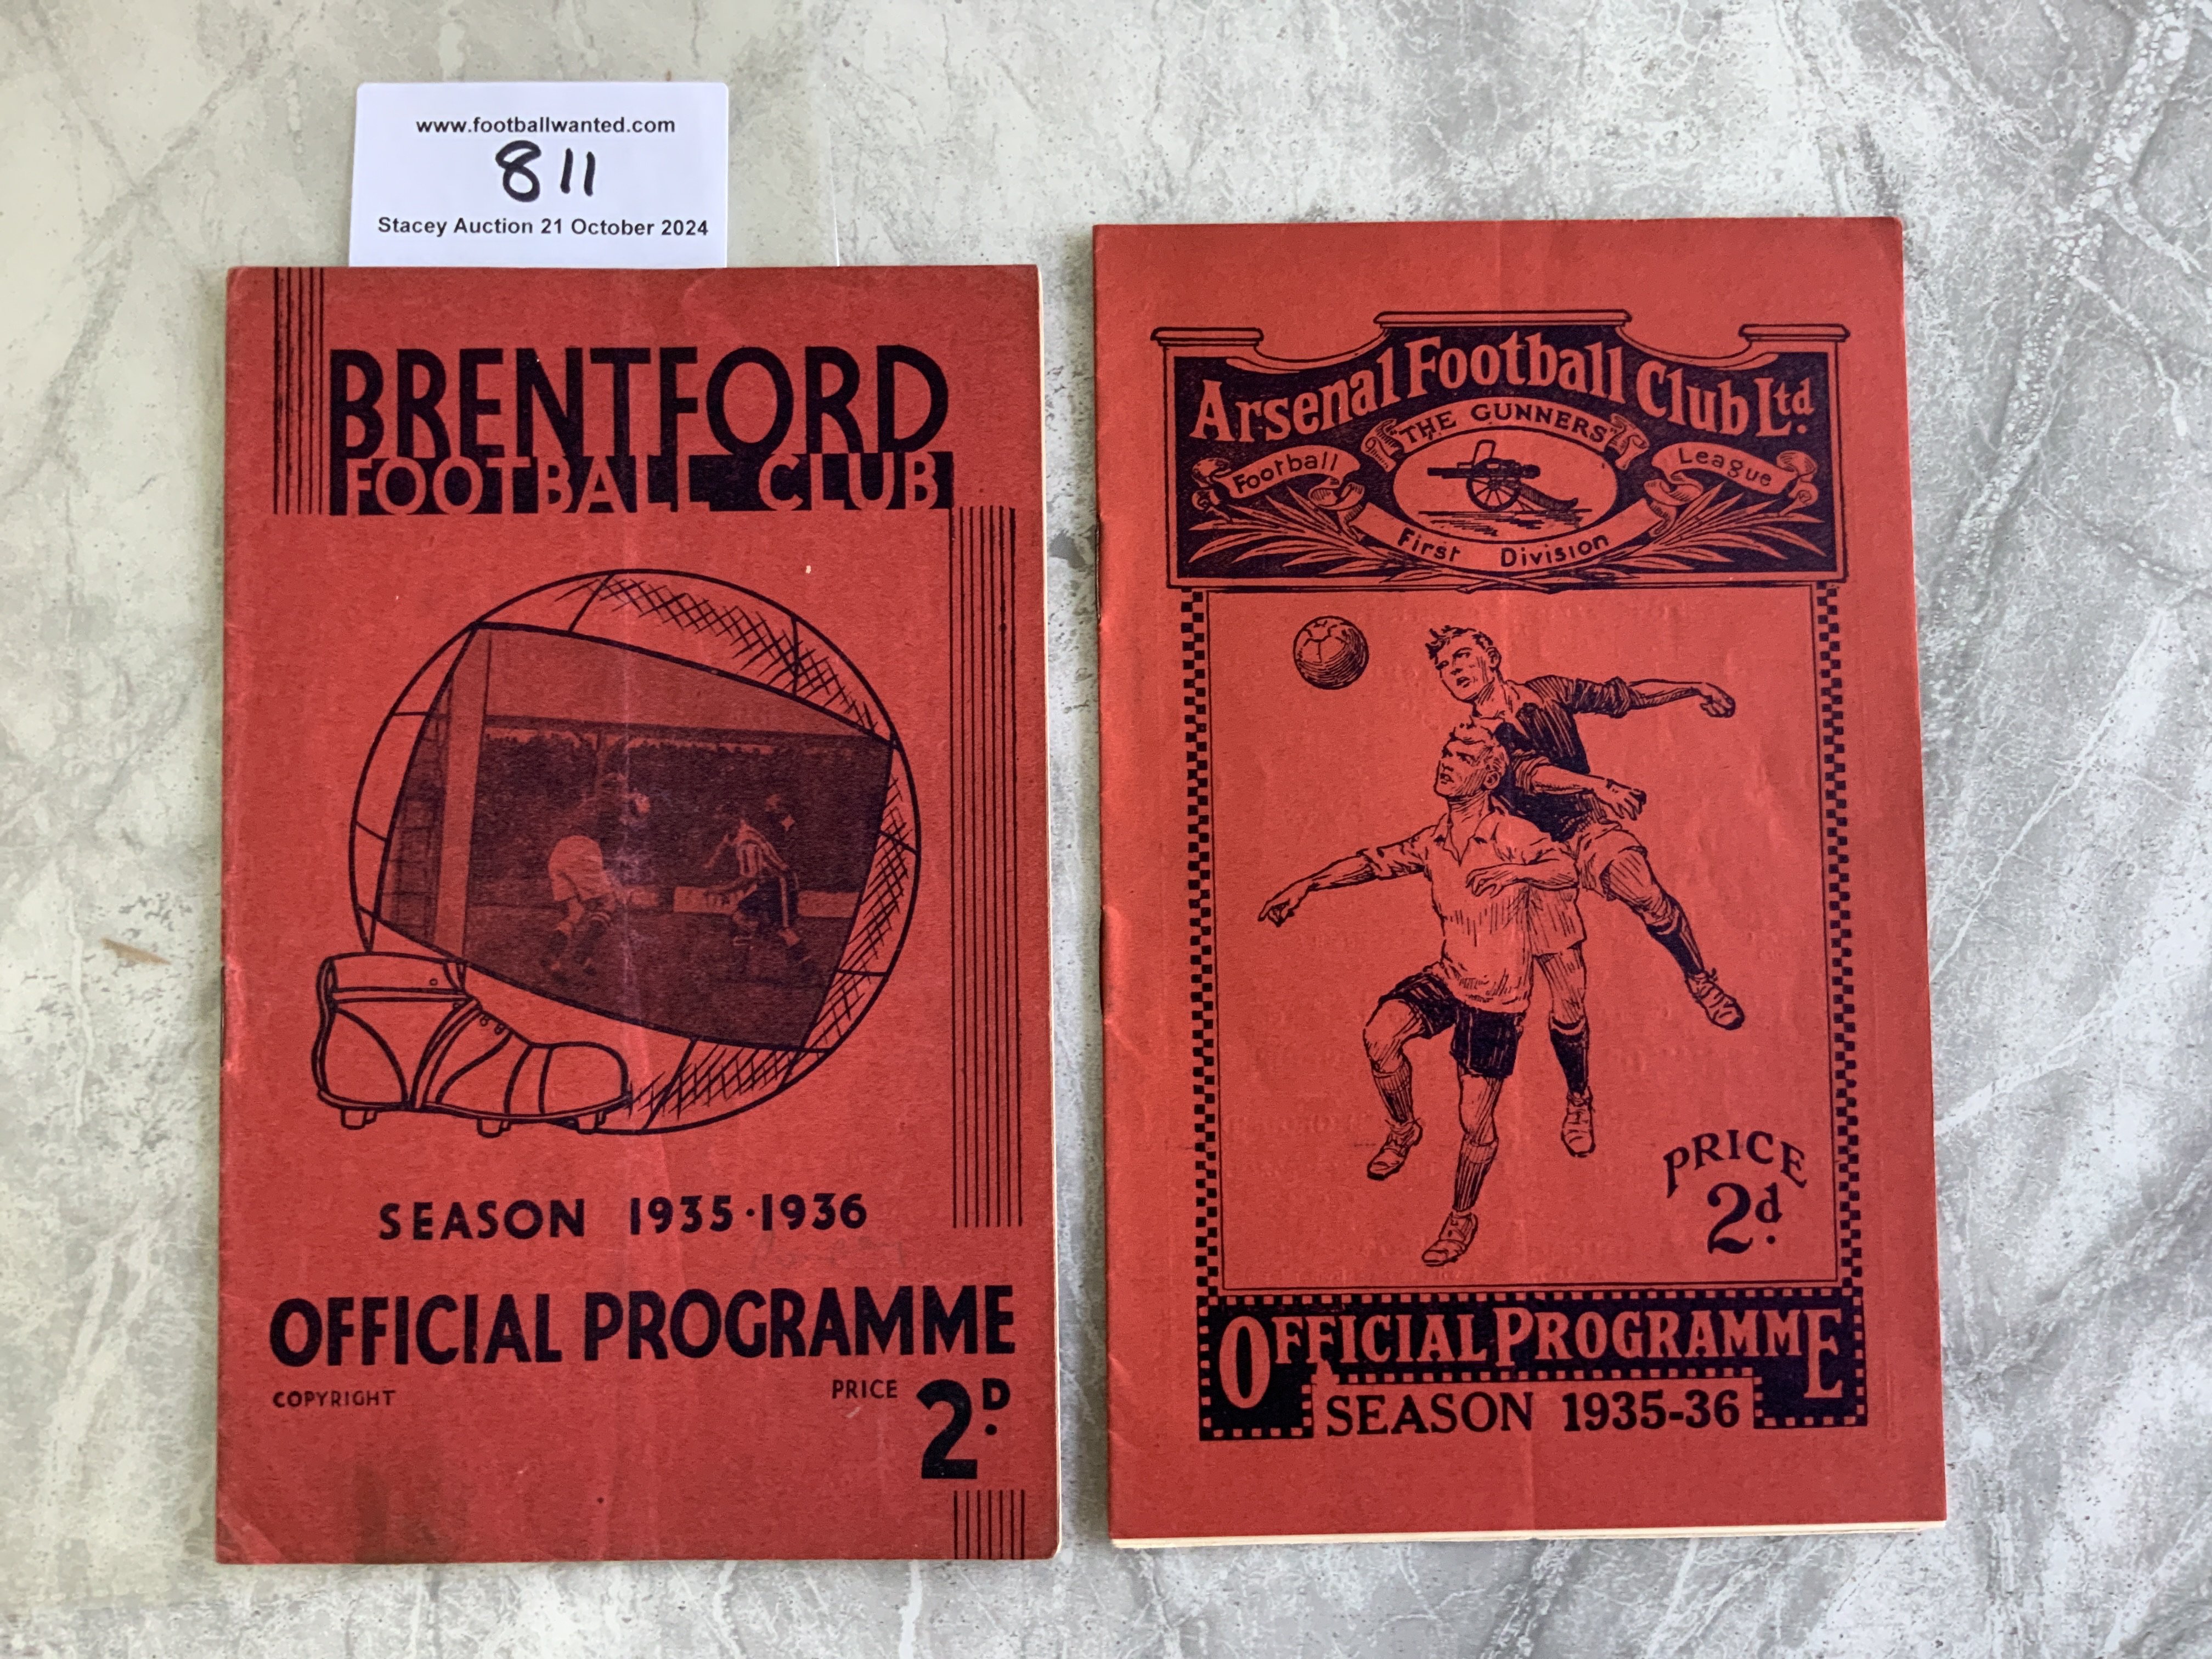 www.footballwanted.com
811
Stacey Auction 21 October 2024
BRENTFORD
FOOTBALL CLUB
SEASON 1935·1936
OFFICIAL PROGRAMME
COPYRIGHT
PRICE 2D.
Arsenal Football Club Ltd.
"THE GUNNERS"
Football League
First Division
PRICE
2d.
OFFICIAL PROGRAMME
SEASON 1935-36